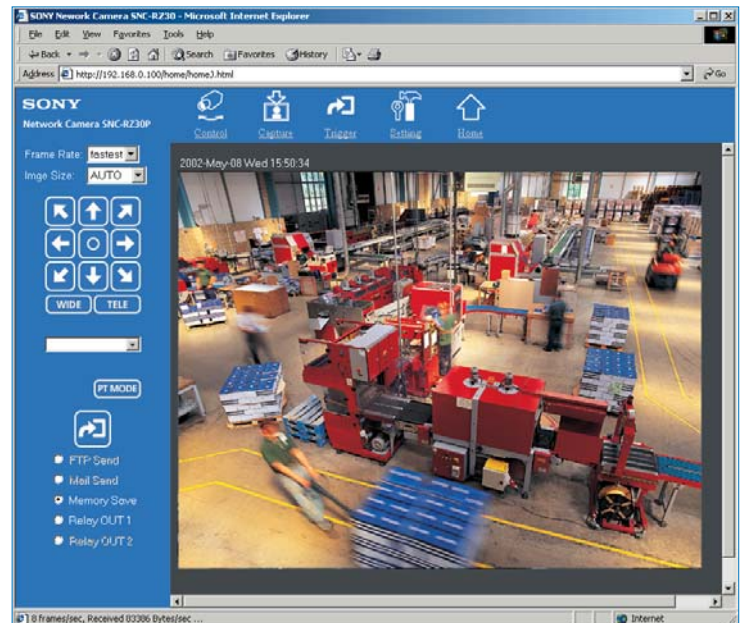 SONY Nework Camera SNC-RZ30 - Microsoft Internet Explorer
File Edit View Favorites Tools Help
Back Search Favorites History
Address http://192.168.0.100/home/homeJ.html Go
SONY
Network Camera SNC-RZ30P
Control Capture Trigger Setting Home
Frame Rate: fastest
Imge Size: AUTO
2002-May-08 Wed 15:50:34
WIDE TELE
PT MODE
FTP Send
Mail Send
Memory Save
Relay OUT 1
Relay OUT 2
8 frames/sec, Received 83386 Bytes/sec ... Internet